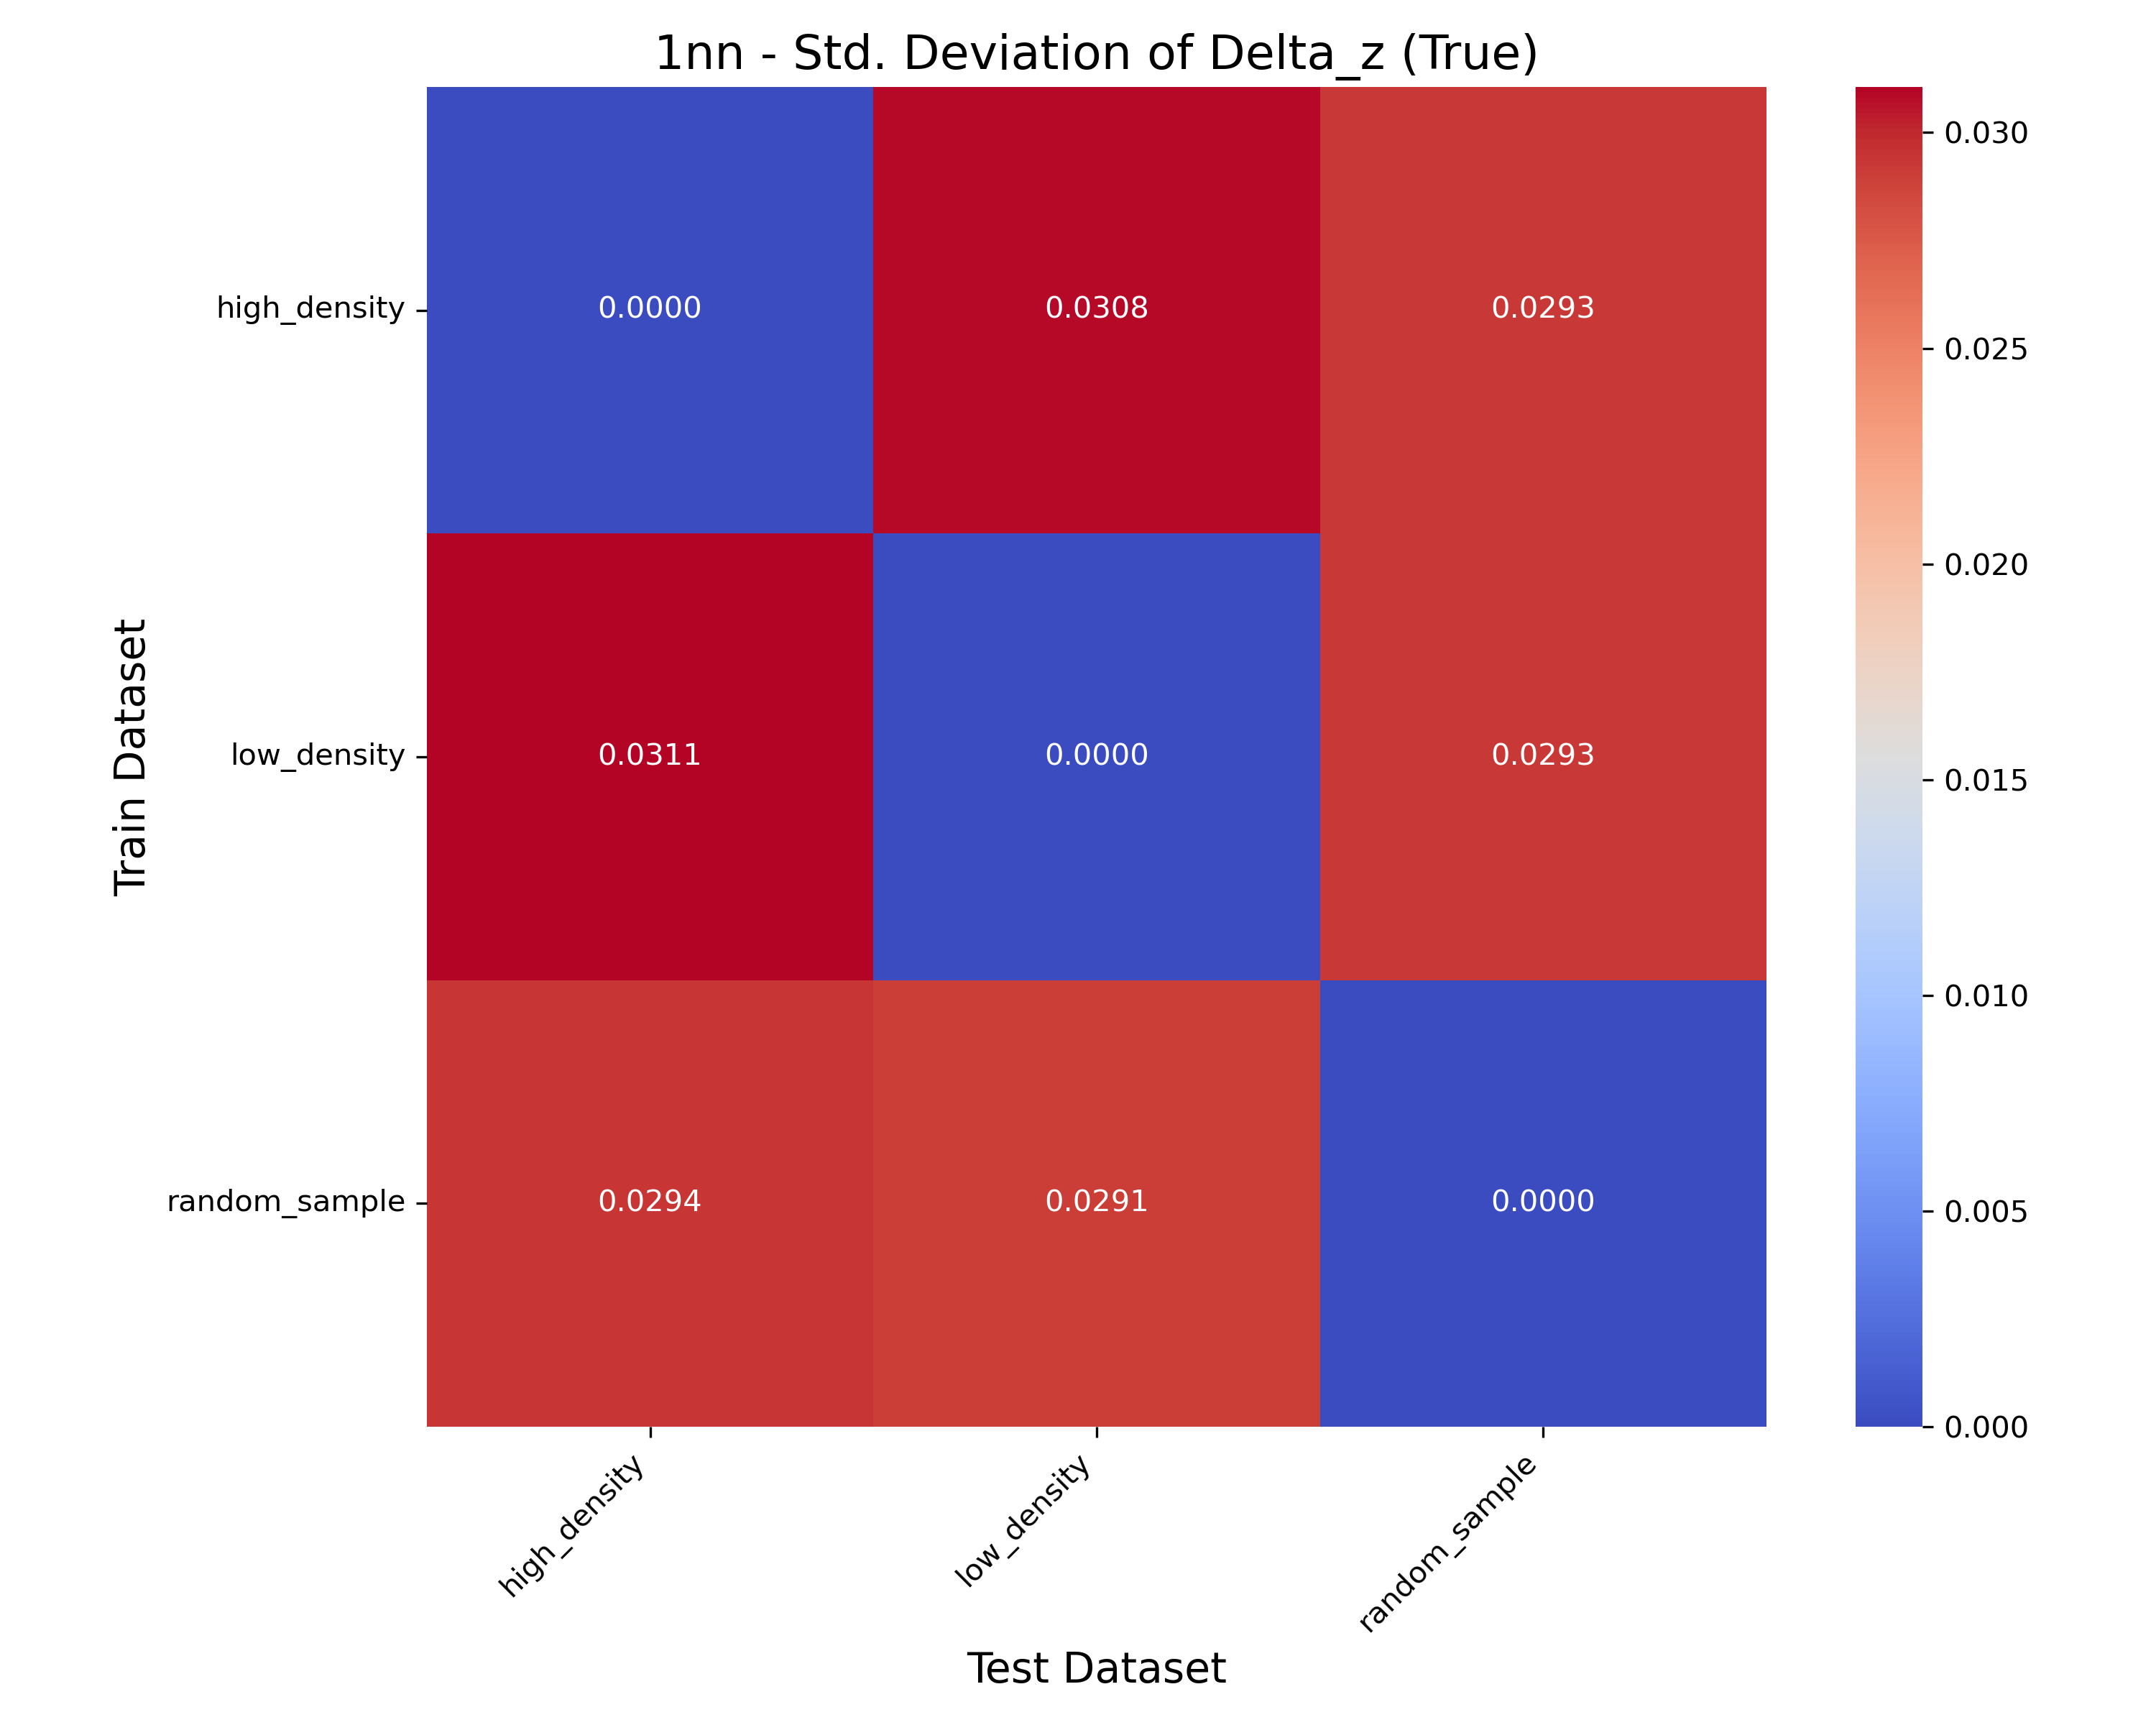 1nn - Std. Deviation of Delta_z (True)
Train Dataset
high_density
0.0000
0.0308
0.0293
low_density
0.0311
0.0000
0.0293
random_sample
0.0294
0.0291
0.0000
high_density
low_density
random_sample
Test Dataset
0.030
0.025
0.020
0.015
0.010
0.005
0.000